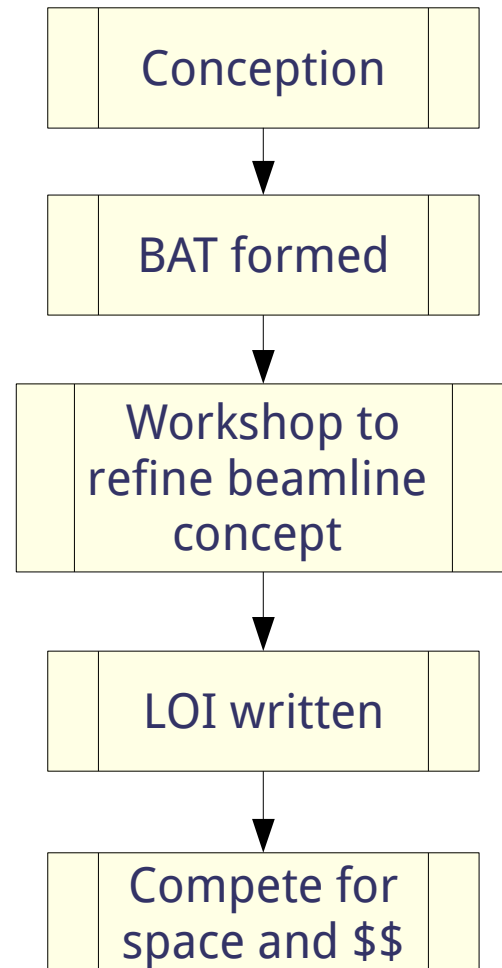 Conception
BAT formed
Workshop to
refine beamline
concept
LOI written
Compete for
space and $$